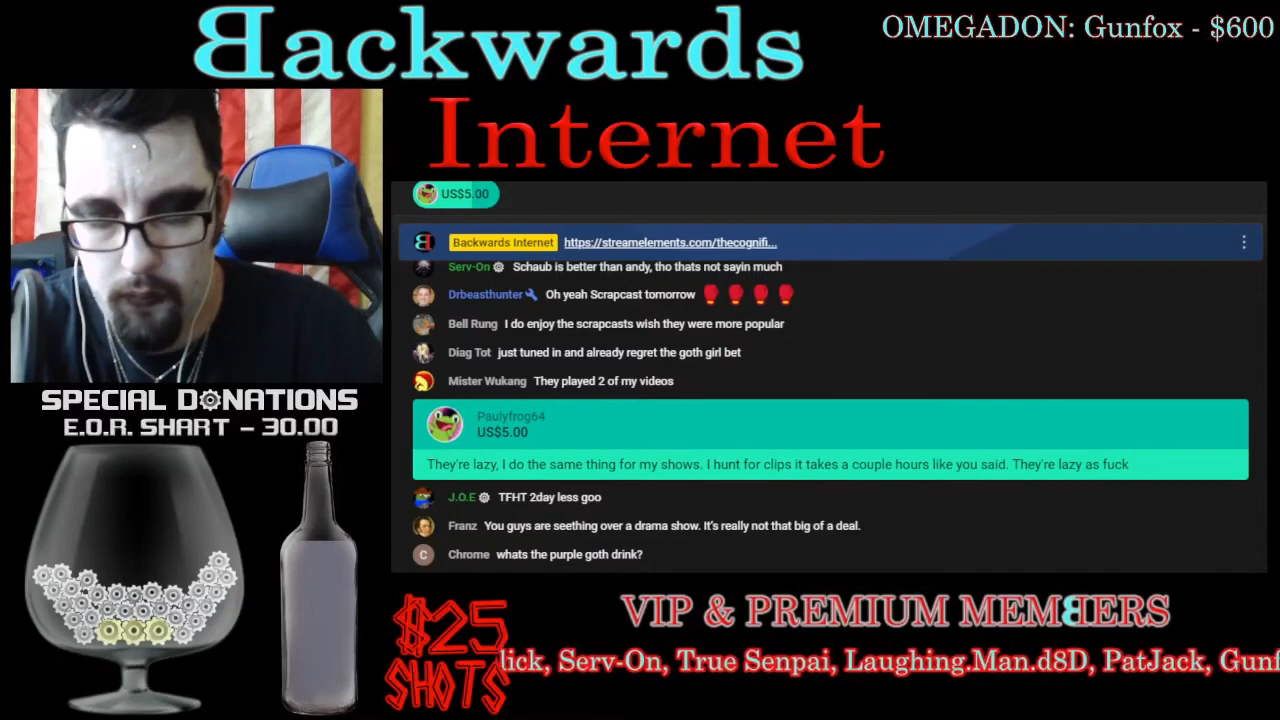 OMEGADON: Gunfox - $600
Backwards
Internet
US$5.00
Backwards Internet https://streamelements.com/thecognifi...
Serv-On Schaub is better than andy, tho thats not sayin much
Drbeasthunter Oh yeah Scrapcast tomorrow
Bell Rung I do enjoy the scrapcasts wish they were more popular
Diag Tot just tuned in and already regret the goth girl bet
Mister Wukang They played 2 of my videos
Paulyfrog64
US$5.00
They're lazy, I do the same thing for my shows. I hunt for clips it takes a couple hours like you said. They're lazy as fuck
J.O.E TFHT 2day less goo
Franz You guys are seething over a drama show. It's really not that big of a deal.
C Chrome whats the purple goth drink?
SPECIAL DONATIONS
E.O.R. SHART - 30.00
$25
SHOTS
VIP & PREMIUM MEMBERS
lick, Serv-On, True Senpai, Laughing.Man.d8D, PatJack, Gunf